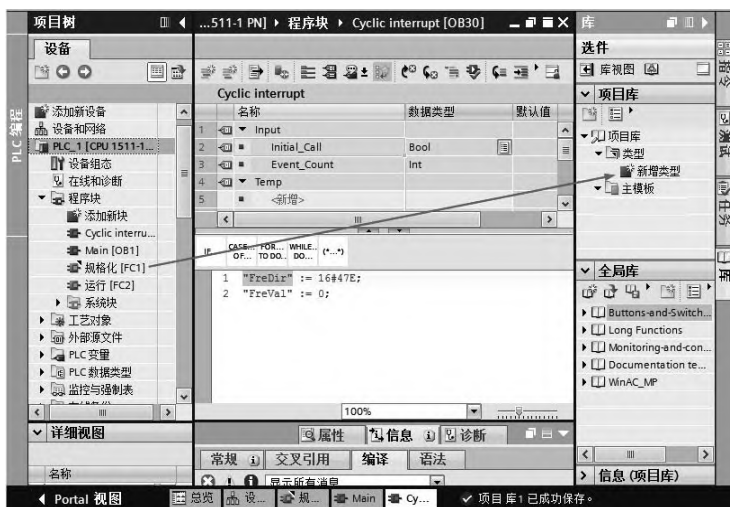 项目树
...511-1 PN] ▸ 程序块 ▸ Cyclic interrupt [OB30]
库
设备
选件
库视图
PLC 编程
Cyclic interrupt
项目库
添加新设备
设备和网络
PLC_1 [CPU 1511-1...
设备组态
在线和诊断
程序块
添加新块
Cyclic interru...
Main [OB1]
规格化 [FC1]
运行 [FC2]
系统块
工艺对象
外部源文件
PLC 变量
PLC 数据类型
监控与强制表
详细视图
名称
名称 数据类型 默认值
1 Input
2 Initial_Call Bool
3 Event_Count Int
4 Temp
5 <新增>
IF CASE... OF... FOR... TO DO... WHILE... DO... (*...*)
1 "FreDir" := 16#47E;
2 "FreVal" := 0;
100%
属性 信息 诊断
常规 交叉引用 编译 语法
显示所有消息
项目库
类型
新增类型
主模板
全局库
Buttons-and-Switch...
Long Functions
Monitoring-and-con...
Documentation te...
WinAC_MP
信息 (项目库)
测试
任务
库
Portal 视图
总览
设...
规...
Main
Cy...
项目 库1 已成功保存。